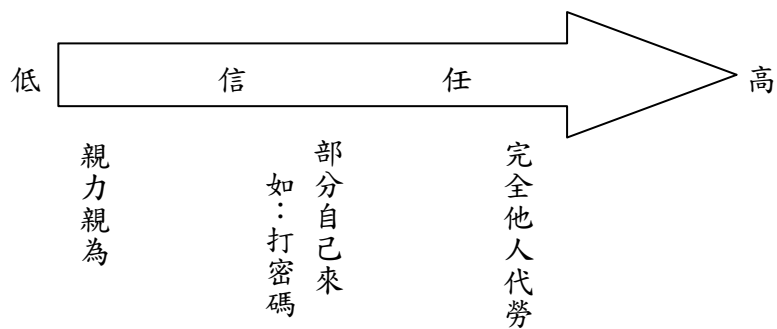 低 信 任 高
親力親為
部分自己來
如：打密碼
完全他人代勞